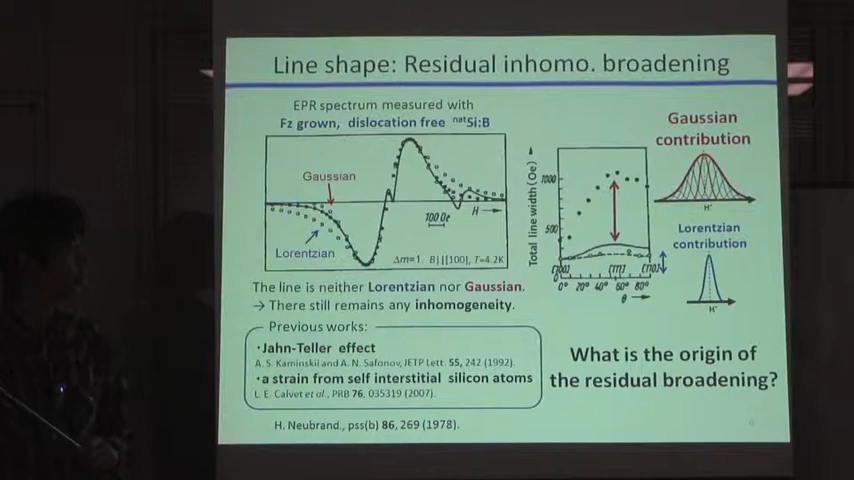 Line shape: Residual inhomo. broadening
EPR spectrum measured with
Fz grown, dislocation free natSi:B
Gaussian
Lorentzian
100 Oe
H
Δm=1. B||[100], T=4.2K
The line is neither Lorentzian nor Gaussian.
→ There still remains any inhomogeneity.
Previous works:
・Jahn-Teller effect
A. S. Kaminskii and A. N. Safonov, JETP Lett. 55, 242 (1992).
・a strain from self interstitial silicon atoms
L. E. Calvet et al., PRB 76, 035319 (2007).
H. Neubrand., pss(b) 86, 269 (1978).
Total line width (Oe)
1000
500
[100] [111] [110]
0° 20° 40° 60° 80°
θ
Gaussian
contribution
H'
Lorentzian
contribution
H'
What is the origin of
the residual broadening?